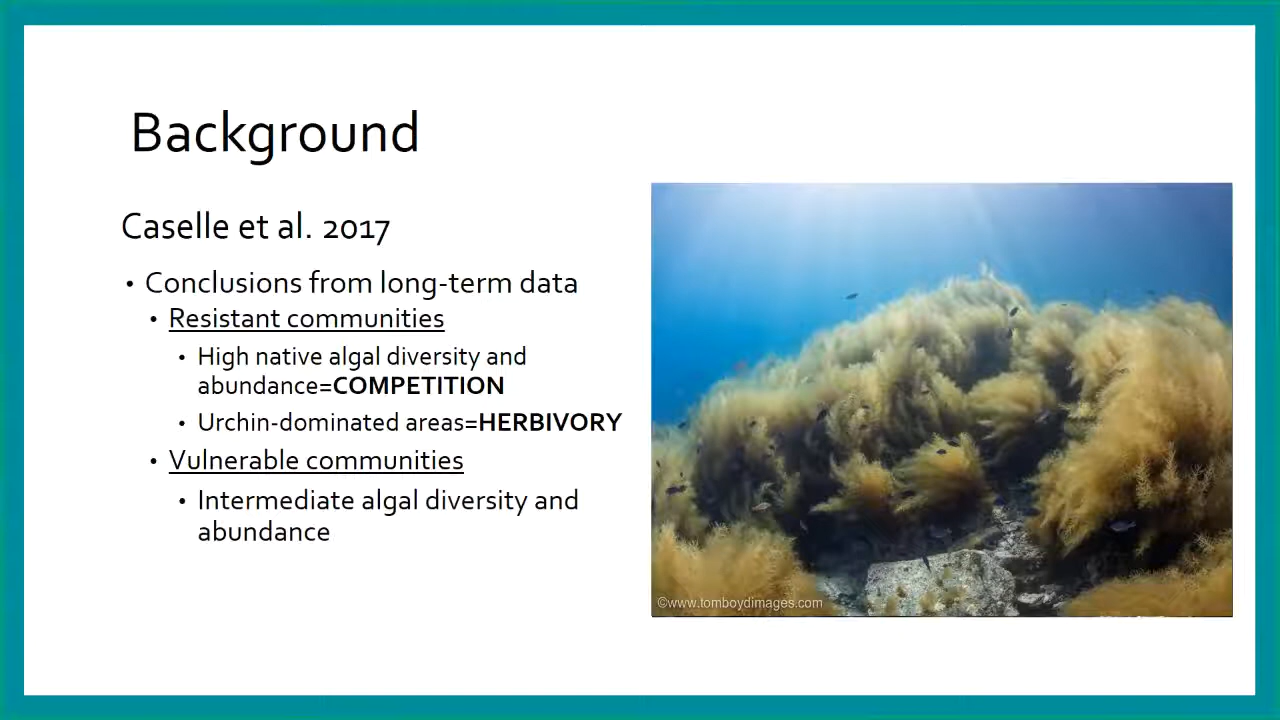 Background
Caselle et al. 2017
• Conclusions from long-term data
• Resistant communities
• High native algal diversity and
abundance=COMPETITION
• Urchin-dominated areas=HERBIVORY
• Vulnerable communities
• Intermediate algal diversity and
abundance
©www.tomboydimages.com